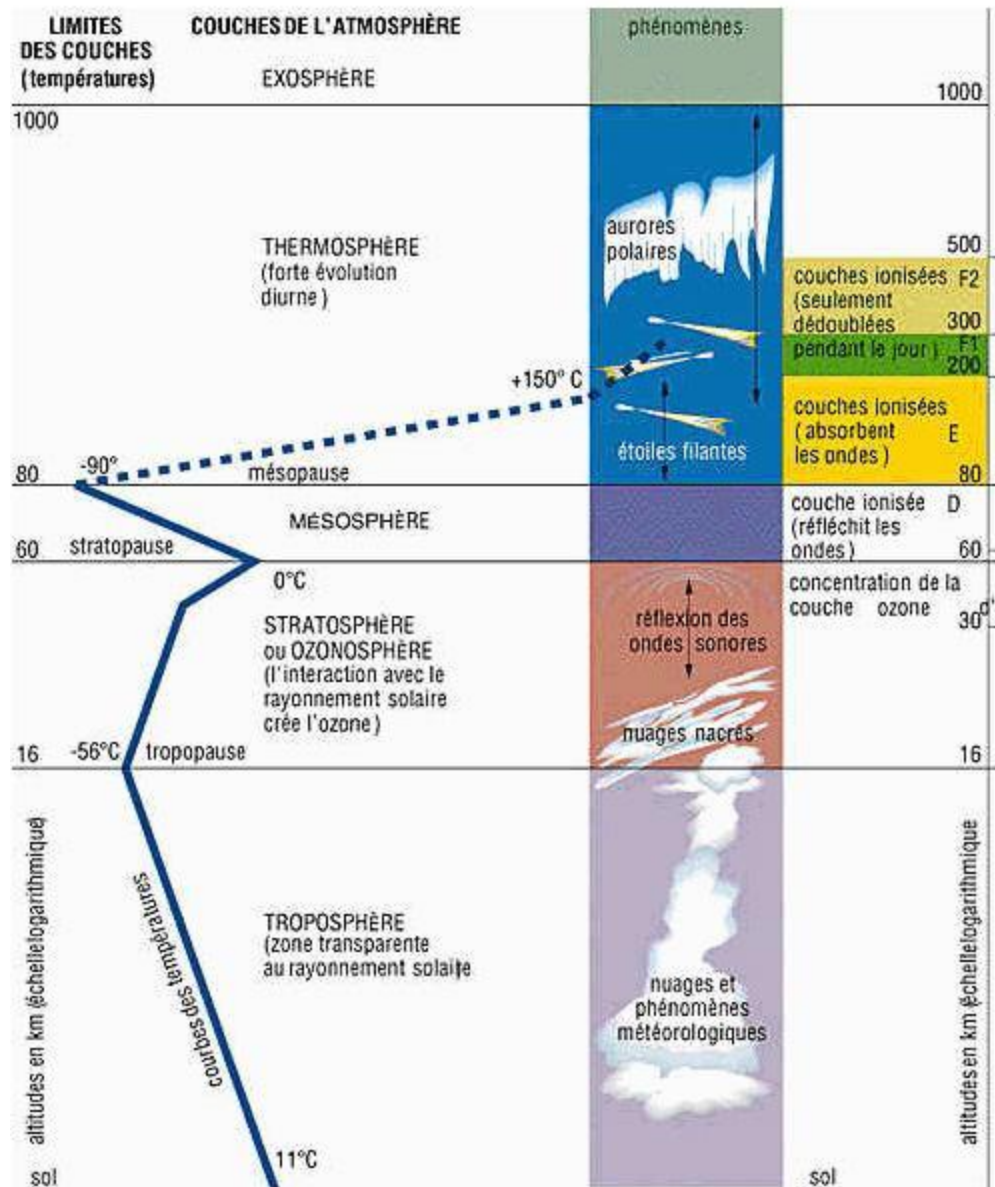 LIMITES
DES COUCHES
(températures)
COUCHES DE L'ATMOSPHÈRE
phénomènes
EXOSPHÈRE
1000
1000
THERMOSPHÈRE
(forte évolution
diurne)
aurores
polaires
500
couches ionisées F2
(seulement
dédoublées 300
pendant le jour) F1
200
+150° C
couches ionisées
(absorbent E
les ondes)
étoiles filantes
-90°
80
mésopause
80
MÉSOSPHÈRE
couche ionisée D
(réfléchit les
ondes)
stratopause
60
60
0°C
concentration de la
couche ozone d'
30
STRATOSPHÈRE
ou OZONOSPHÈRE
(l'interaction avec le
rayonnement solaire
crée l'ozone)
réflexion des
ondes sonores
nuages nacrés
16
-56°C
tropopause
16
altitudes en km (échellelogarithmique)
courbes des températures
TROPOSPHÈRE
(zone transparente
au rayonnement solaire
nuages et
phénomènes
météorologiques
altitudes en km (échellelogarithmique
11°C
sol
sol